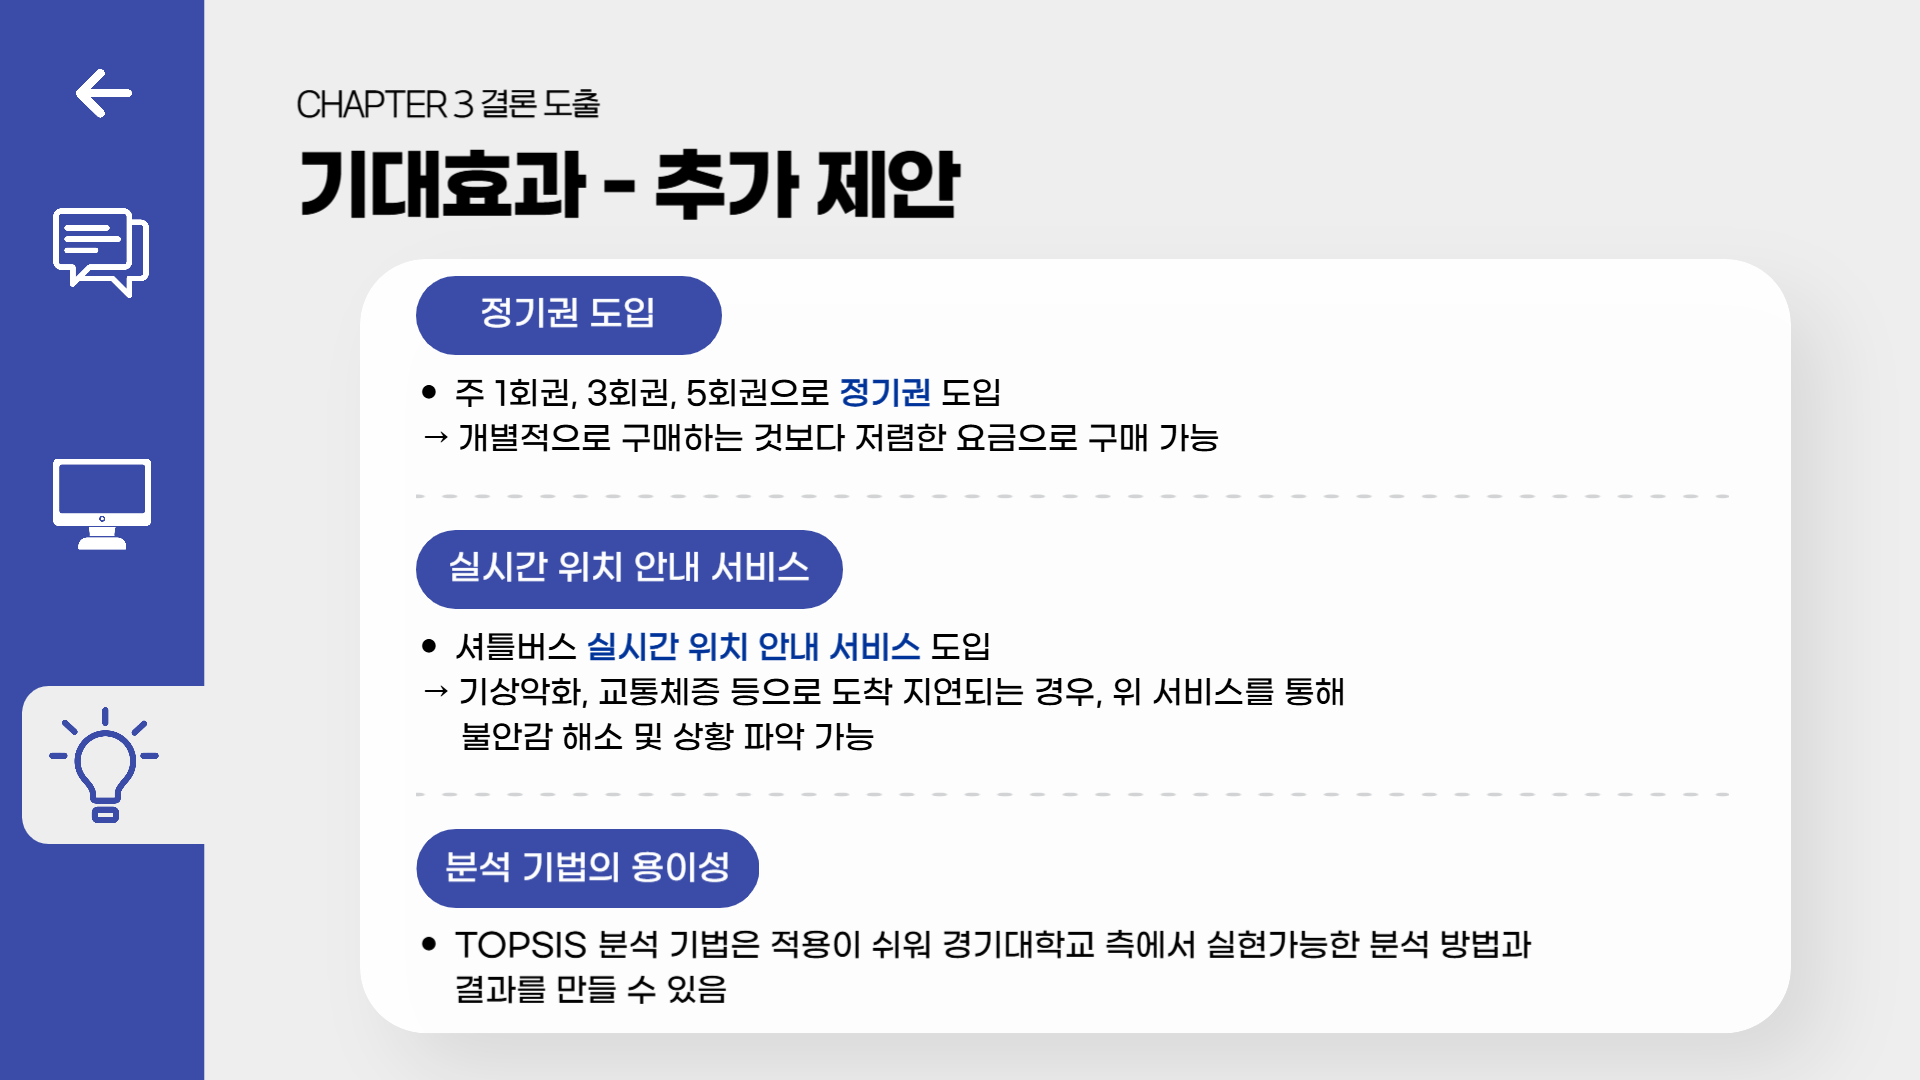 CHAPTER 3 결론 도출
기대효과 - 추가 제안
정기권 도입
• 주 1회권, 3회권, 5회권으로 정기권 도입
→ 개별적으로 구매하는 것보다 저렴한 요금으로 구매 가능
실시간 위치 안내 서비스
• 셔틀버스 실시간 위치 안내 서비스 도입
→ 기상악화, 교통체증 등으로 도착 지연되는 경우, 위 서비스를 통해
불안감 해소 및 상황 파악 가능
분석 기법의 용이성
• TOPSIS 분석 기법은 적용이 쉬워 경기대학교 측에서 실현가능한 분석 방법과
결과를 만들 수 있음